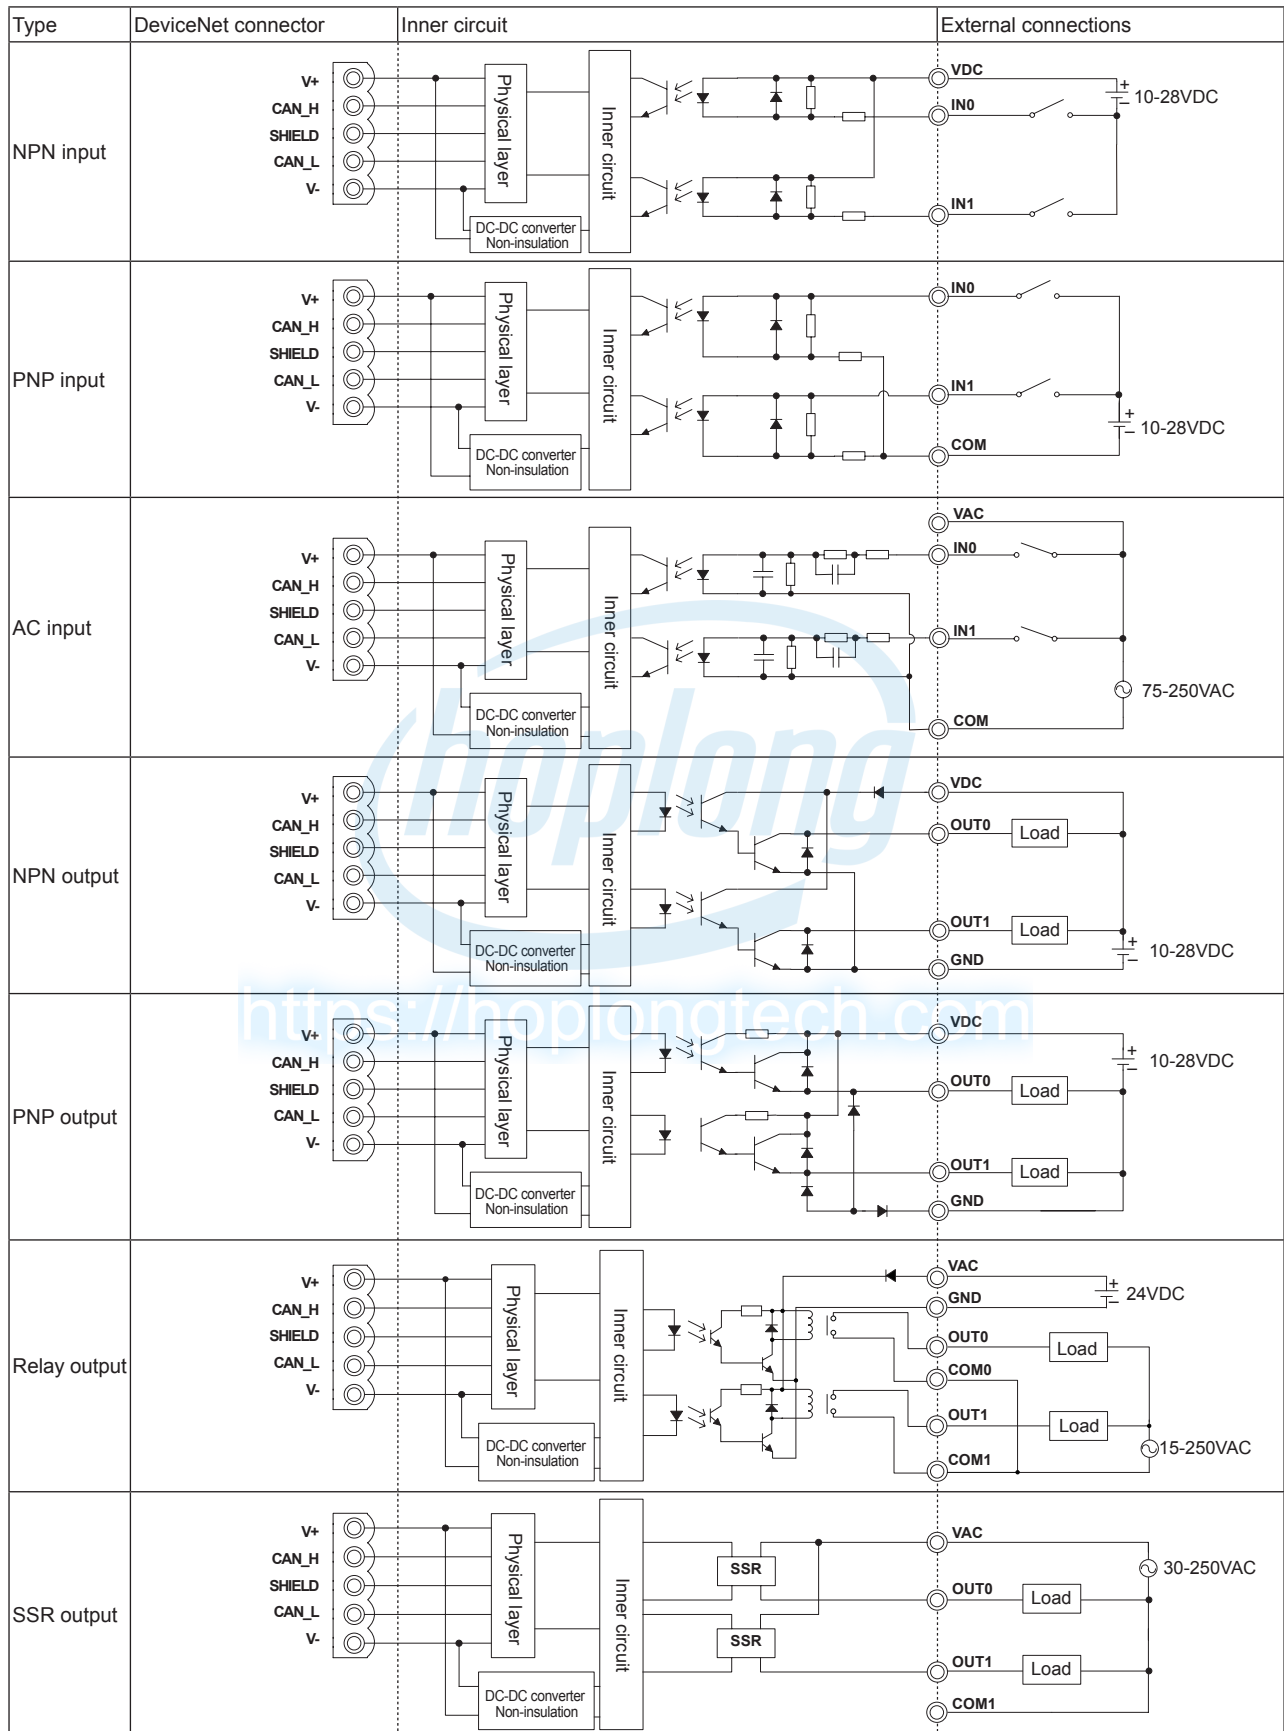 Type DeviceNet connector Inner circuit External connections
NPN input
V+
CAN_H
SHIELD
CAN_L
V-
Physical layer
DC-DC converter
Non-insulation
Inner circuit
VDC
IN0
IN1
+
−
10-28VDC
PNP input
V+
CAN_H
SHIELD
CAN_L
V-
Physical layer
DC-DC converter
Non-insulation
Inner circuit
IN0
IN1
COM
+
−
10-28VDC
AC input
V+
CAN_H
SHIELD
CAN_L
V-
Physical layer
DC-DC converter
Non-insulation
Inner circuit
VAC
IN0
IN1
COM
75-250VAC
hoplong
NPN output
V+
CAN_H
SHIELD
CAN_L
V-
Physical layer
DC-DC converter
Non-insulation
Inner circuit
VDC
OUT0
Load
OUT1
Load
GND
+
−
10-28VDC
https://hoplongtech.com
PNP output
V+
CAN_H
SHIELD
CAN_L
V-
Physical layer
DC-DC converter
Non-insulation
Inner circuit
VDC
+
−
10-28VDC
OUT0
Load
OUT1
Load
GND
Relay output
V+
CAN_H
SHIELD
CAN_L
V-
Physical layer
DC-DC converter
Non-insulation
Inner circuit
VAC
+
−
24VDC
GND
OUT0
Load
COM0
OUT1
Load
COM1
15-250VAC
SSR output
V+
CAN_H
SHIELD
CAN_L
V-
Physical layer
DC-DC converter
Non-insulation
Inner circuit
SSR
SSR
VAC
30-250VAC
OUT0
Load
OUT1
Load
COM1